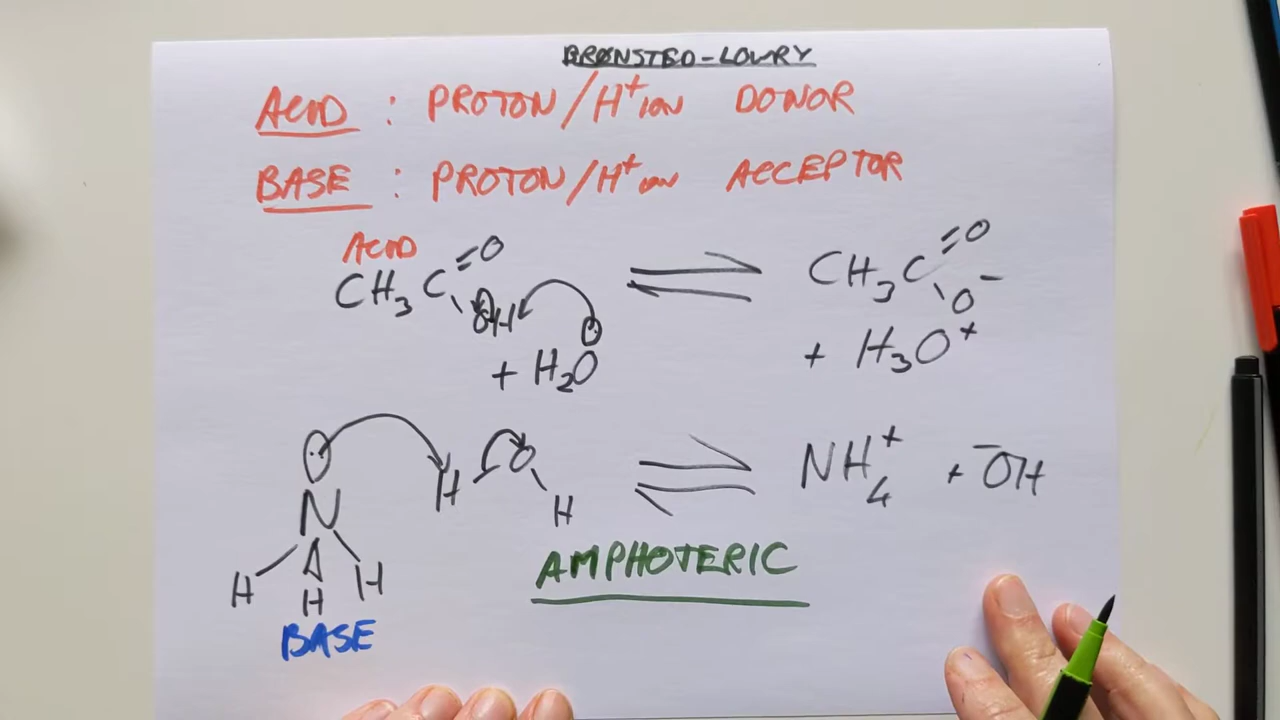 BRØNSTED-LOWRY
ACID : PROTON/H⁺ ion DONOR
BASE : PROTON/H⁺ ion ACCEPTOR
ACID
CH₃C=O OH ⇌ CH₃C=O O⁻
+ H₂O + H₃O⁺
N H H H H O H ⇌ NH₄⁺ + ⁻OH
AMPHOTERIC
BASE